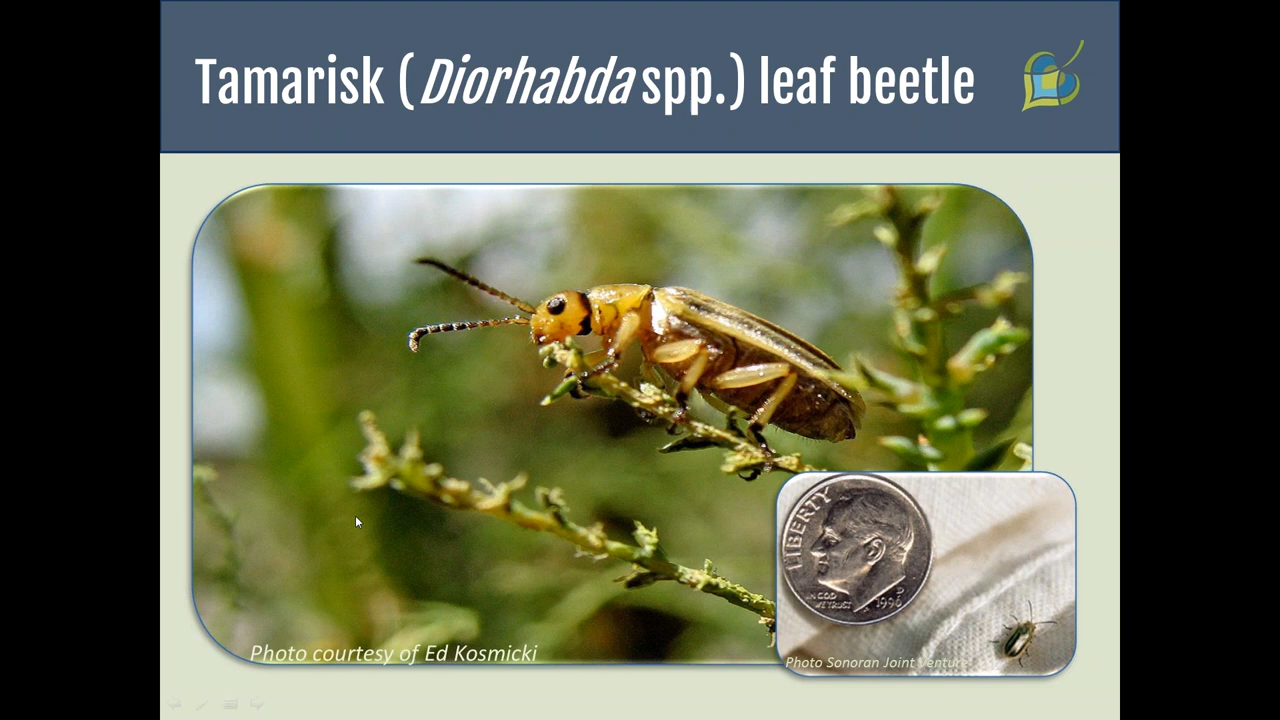 Tamarisk (Diorhabda spp.) leaf beetle
LIBERTY
IN GOD
WE TRUST
P
1996
Photo courtesy of Ed Kosmicki
Photo Sonoran Joint Venture